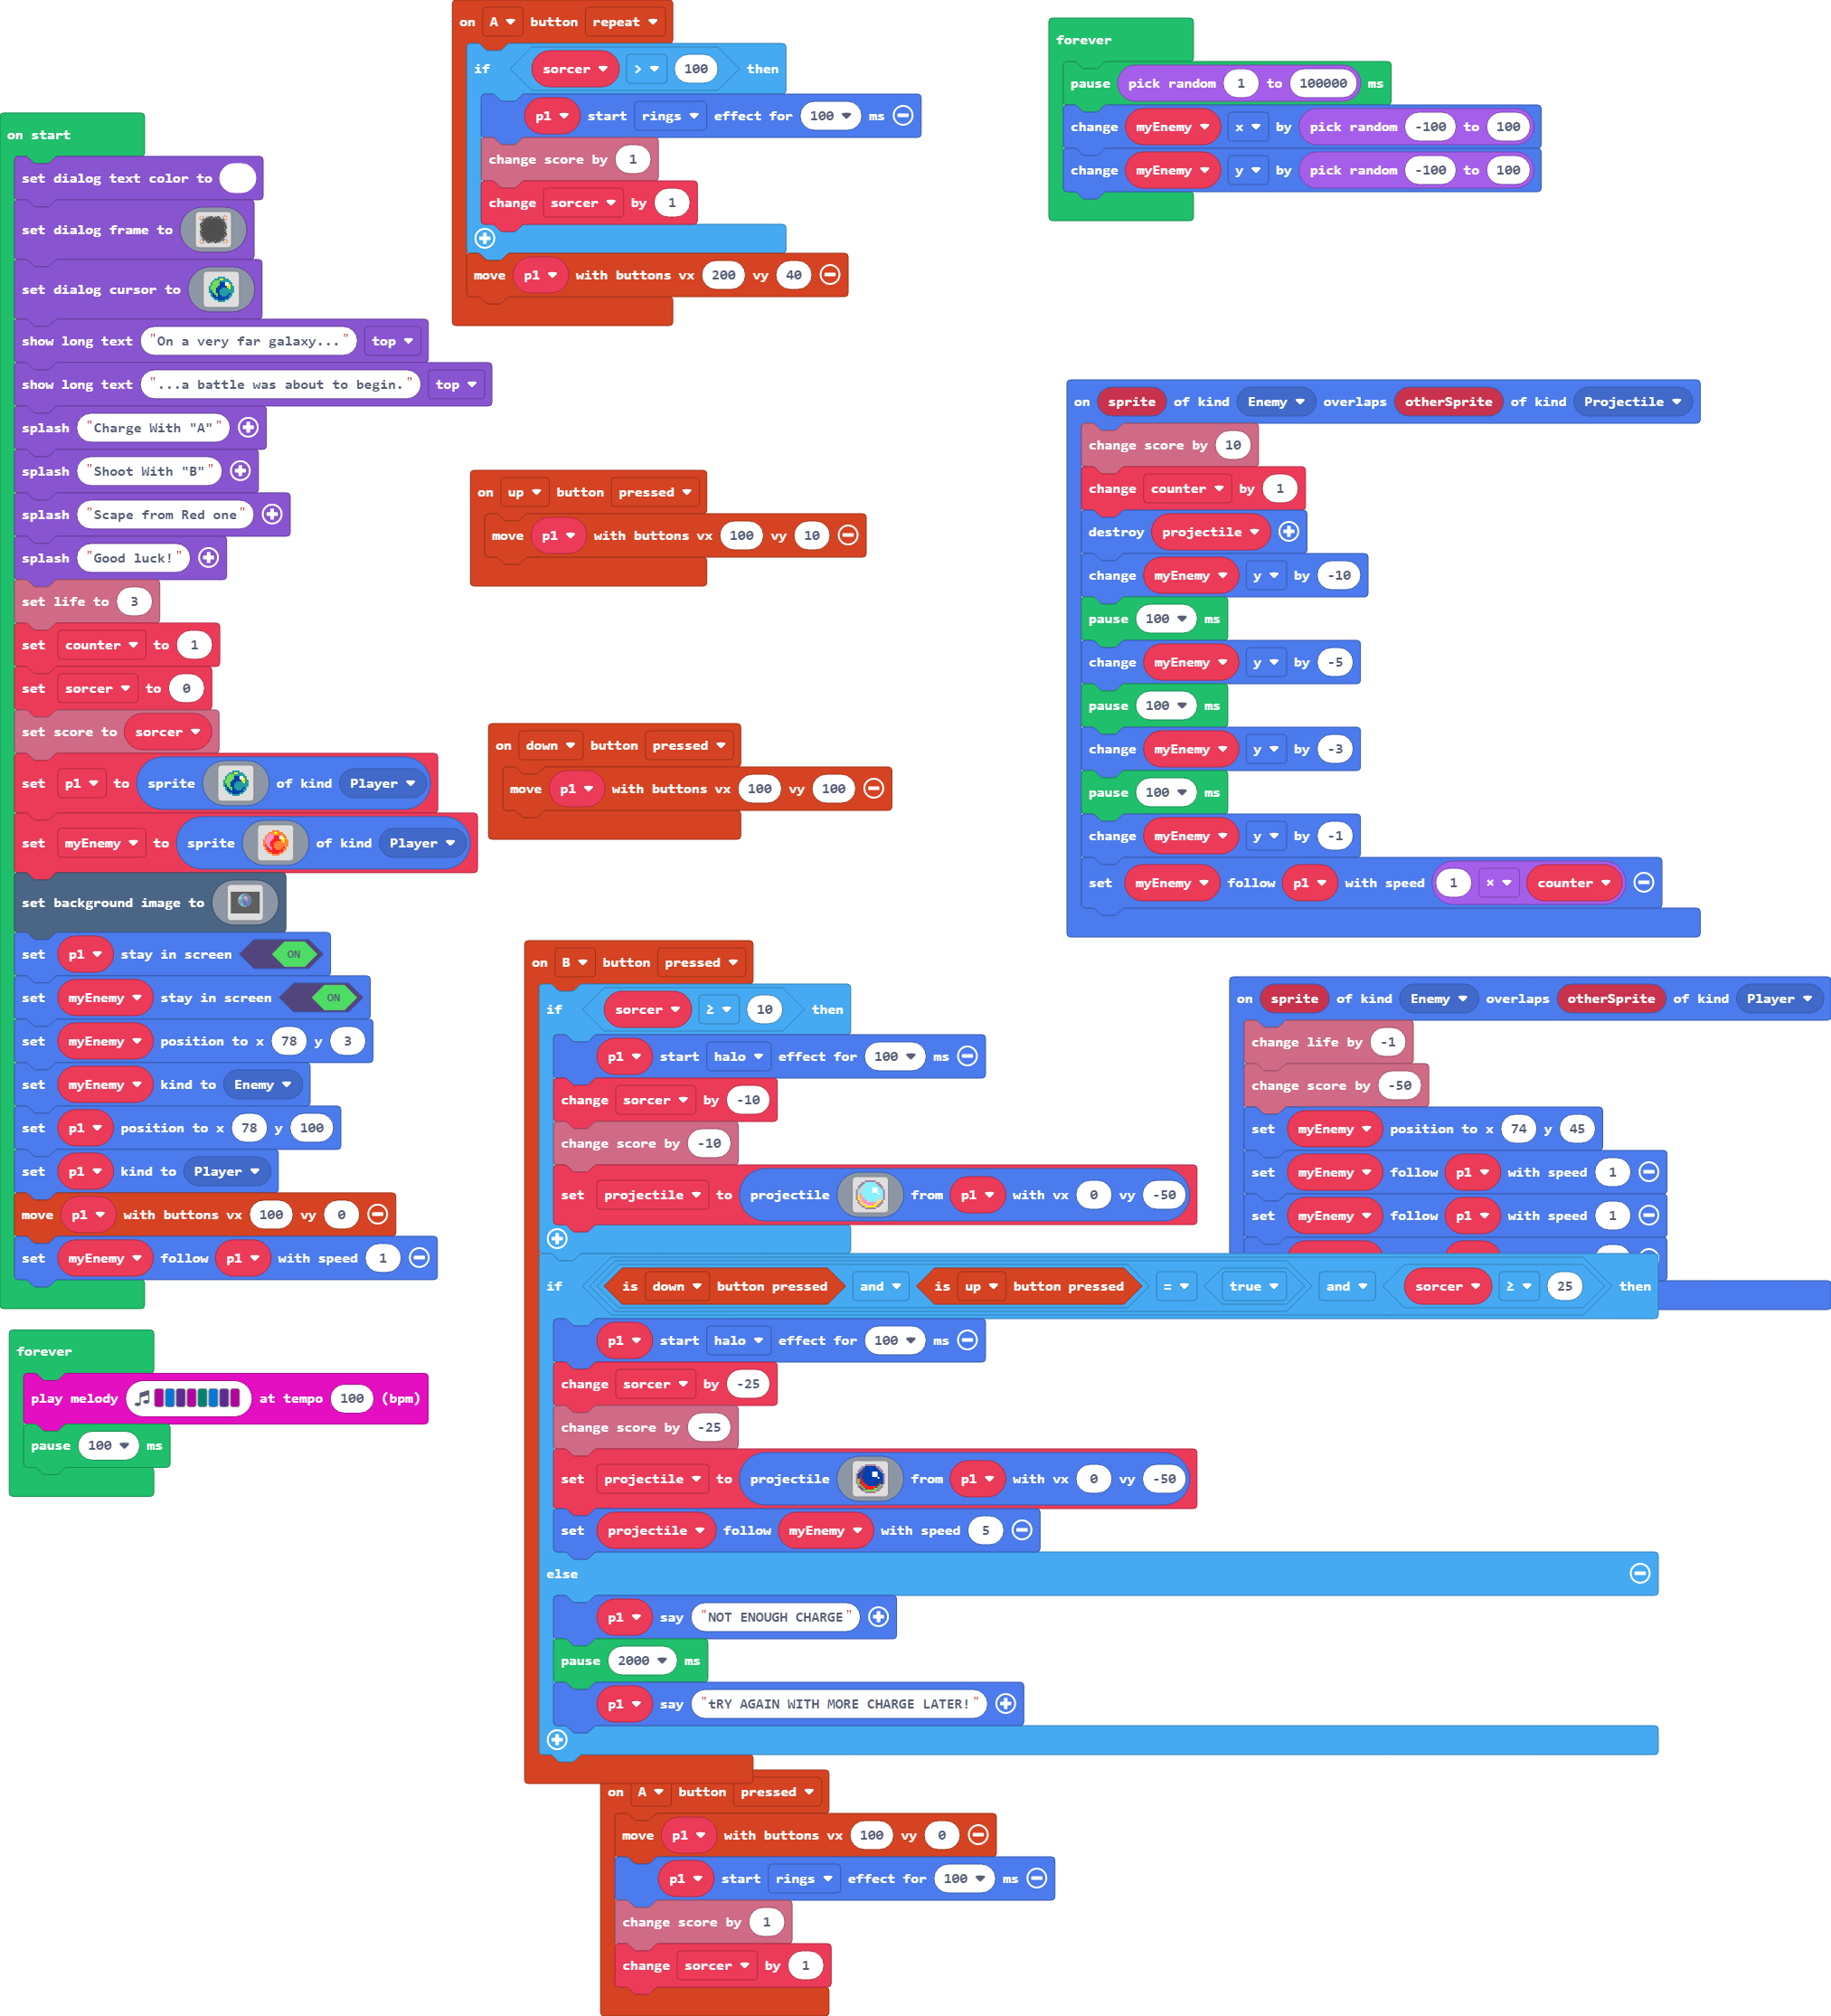 on start
set dialog text color to
set dialog frame to
set dialog cursor to
show long text "On a very far galaxy..." top
show long text "...a battle was about to begin." top
splash "Charge With "A""
splash "Shoot With "B""
splash "Scape from Red one"
splash "Good luck!"
set life to 3
set counter to 1
set sorcer to 0
set score to sorcer
set p1 to sprite of kind Player
set myEnemy to sprite of kind Player
set background image to
set p1 stay in screen ON
set myEnemy stay in screen ON
set myEnemy position to x 78 y 3
set myEnemy kind to Enemy
set p1 position to x 78 y 100
set p1 kind to Player
move p1 with buttons vx 100 vy 0
set myEnemy follow p1 with speed 1
forever
play melody at tempo 100 (bpm)
pause 100 ms
on A button repeat
if sorcer > 100 then
p1 start rings effect for 100 ms
change score by 1
change sorcer by 1
move p1 with buttons vx 200 vy 40
on up button pressed
move p1 with buttons vx 100 vy 10
on down button pressed
move p1 with buttons vx 100 vy 100
on B button pressed
if sorcer ≥ 10 then
p1 start halo effect for 100 ms
change sorcer by -10
change score by -10
set projectile to projectile from p1 with vx 0 vy -50
if is down button pressed and is up button pressed = true and sorcer ≥ 25 then
p1 start halo effect for 100 ms
change sorcer by -25
change score by -25
set projectile to projectile from p1 with vx 0 vy -50
set projectile follow myEnemy with speed 5
else
p1 say "NOT ENOUGH CHARGE"
pause 2000 ms
p1 say "tRY AGAIN WITH MORE CHARGE LATER!"
on A button pressed
move p1 with buttons vx 100 vy 0
p1 start rings effect for 100 ms
change score by 1
change sorcer by 1
forever
pause pick random 1 to 100000 ms
change myEnemy x by pick random -100 to 100
change myEnemy y by pick random -100 to 100
on sprite of kind Enemy overlaps otherSprite of kind Projectile
change score by 10
change counter by 1
destroy projectile
change myEnemy y by -10
pause 100 ms
change myEnemy y by -5
pause 100 ms
change myEnemy y by -3
pause 100 ms
change myEnemy y by -1
set myEnemy follow p1 with speed 1 × counter
on sprite of kind Enemy overlaps otherSprite of kind Player
change life by -1
change score by -50
set myEnemy position to x 74 y 45
set myEnemy follow p1 with speed 1
set myEnemy follow p1 with speed 1